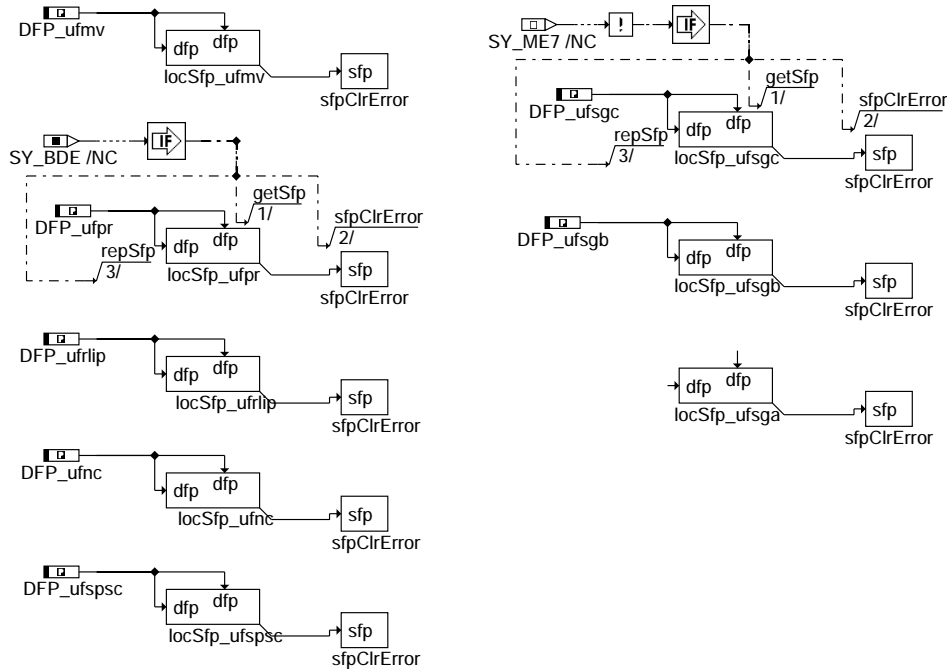 DFP_ufmv
dfp
dfp
locSfp_ufmv
sfp
sfpClrError
SY_BDE /NC
IF
getSfp
1/
sfpClrError
2/
DFP_ufpr
repSfp
3/
dfp
dfp
locSfp_ufpr
sfp
sfpClrError
DFP_ufrlip
dfp
dfp
locSfp_ufrlip
sfp
sfpClrError
DFP_ufnc
dfp
dfp
locSfp_ufnc
sfp
sfpClrError
DFP_ufspsc
dfp
dfp
locSfp_ufspsc
sfp
sfpClrError
SY_ME7 /NC
!
IF
getSfp
1/
sfpClrError
2/
DFP_ufsgc
repSfp
3/
dfp
dfp
locSfp_ufsgc
sfp
sfpClrError
DFP_ufsgb
dfp
dfp
locSfp_ufsgb
sfp
sfpClrError
dfp
dfp
locSfp_ufsga
sfp
sfpClrError